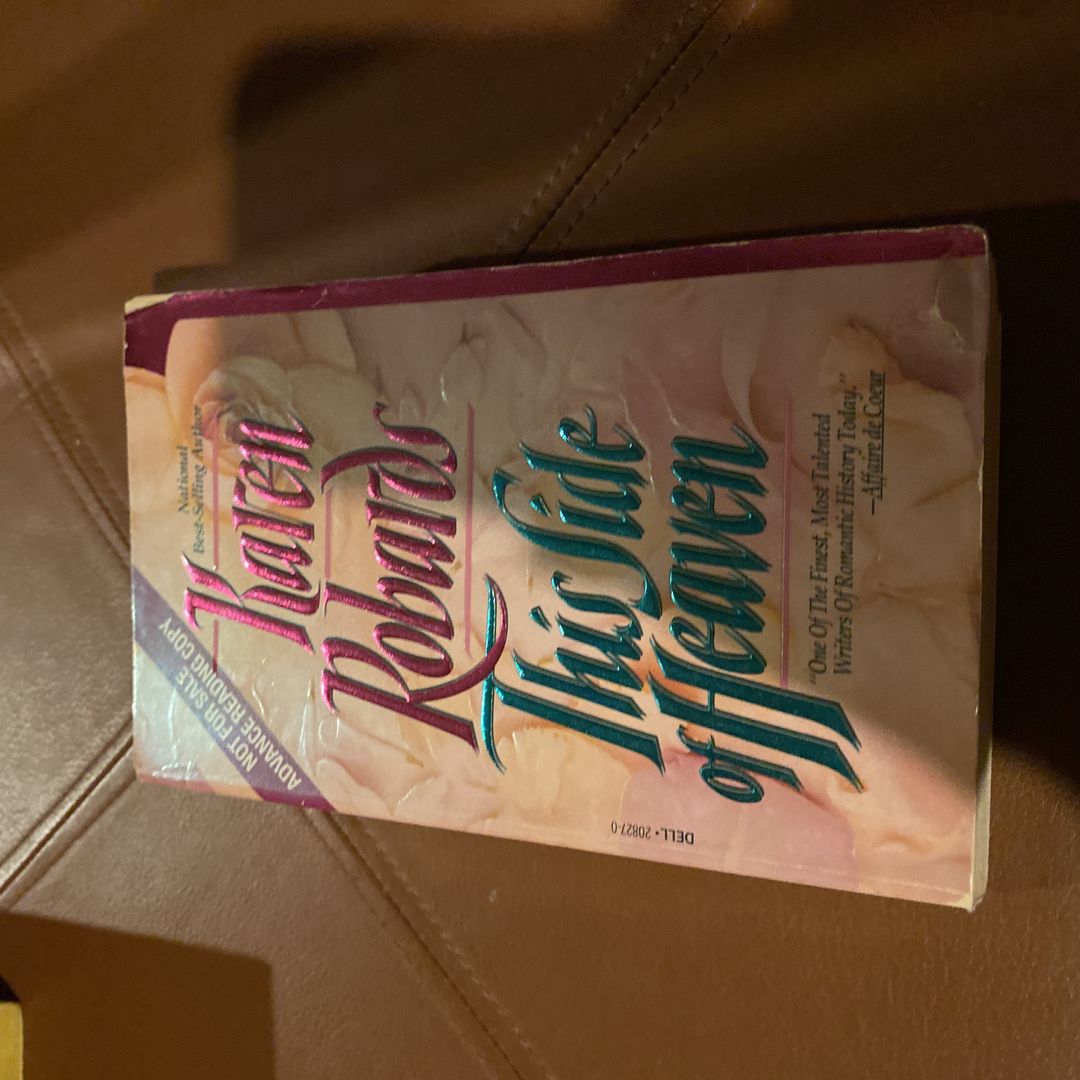 NOT FOR SALE
ADVANCE READING COPY
National
Best-Selling Author
Karen
Robards
This Side
of Heaven
"One Of The Finest, Most Talented
Writers Of Romantic History Today."
—Affaire de Coeur
DELL • 20827-0